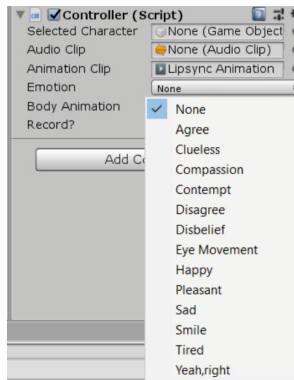 Controller (Script)
Selected Character None (Game Object
Audio Clip None (Audio Clip)
Animation Clip Lipsync Animation
Emotion None
Body Animation
Record?
Add Co
None
Agree
Clueless
Compassion
Contempt
Disagree
Disbelief
Eye Movement
Happy
Pleasant
Sad
Smile
Tired
Yeah,right